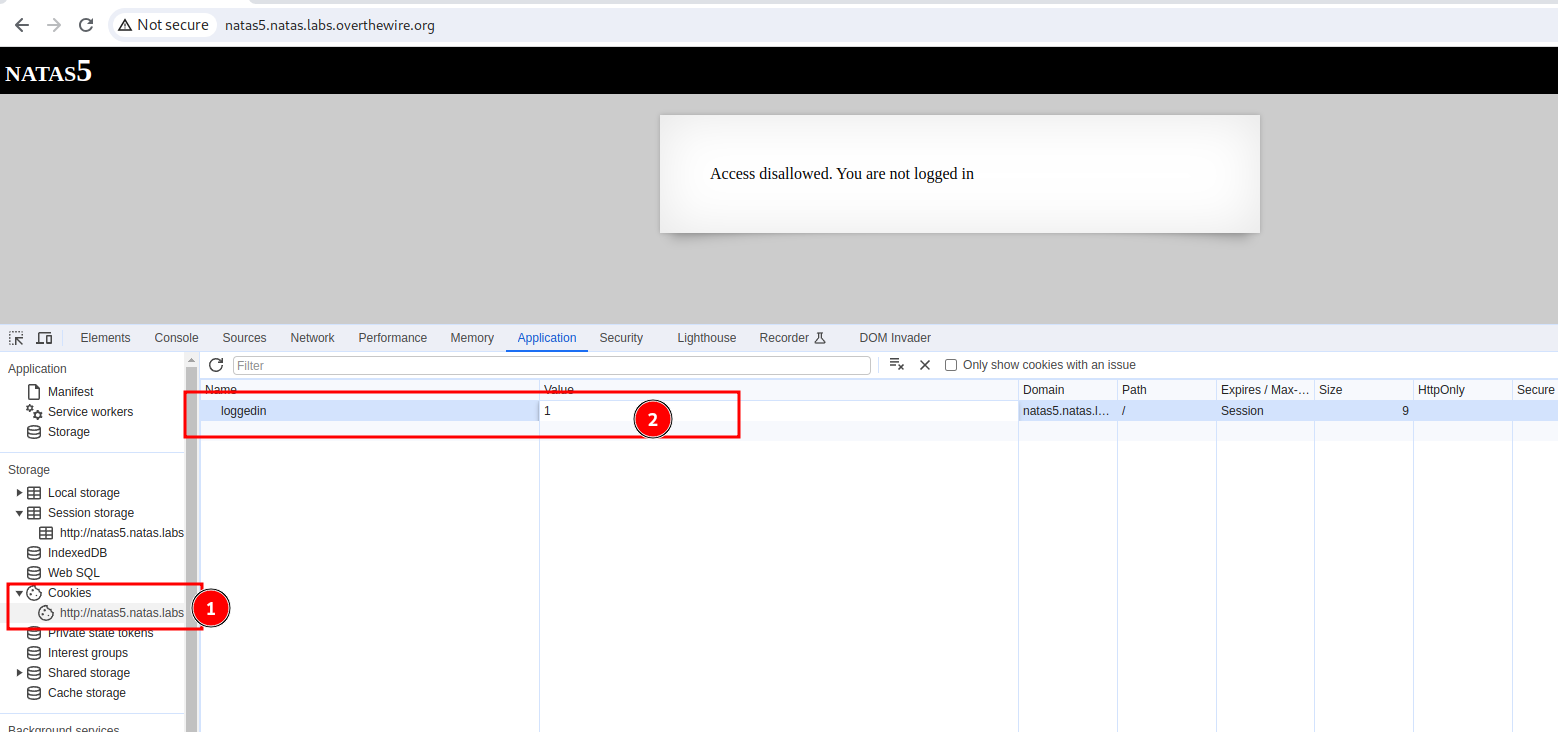 Not secure natas5.natas.labs.overthewire.org
NATAS5
Access disallowed. You are not logged in
Elements Console Sources Network Performance Memory Application Security Lighthouse Recorder DOM Invader
Application
Filter
Only show cookies with an issue
Manifest
Service workers
Storage
Name Value Domain Path Expires / Max-... Size HttpOnly Secure
loggedin 1 natas5.natas.l... / Session 9
2
Storage
Local storage
Session storage
http://natas5.natas.labs
IndexedDB
Web SQL
Cookies
http://natas5.natas.labs
1
Private state tokens
Interest groups
Shared storage
Cache storage
Background services